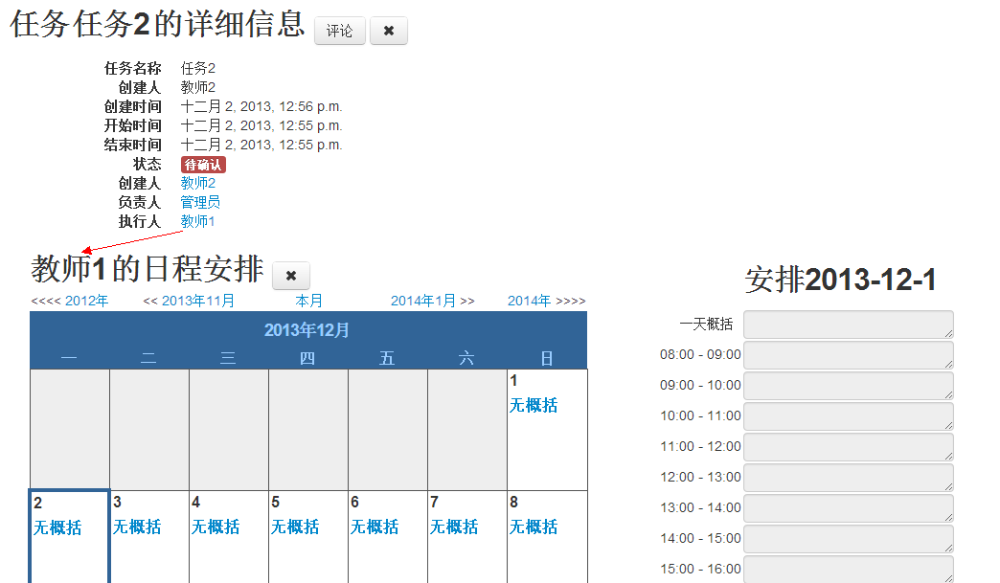 任务任务2的详细信息 评论 ✖
任务名称 任务2
创建人 教师2
创建时间 十二月 2, 2013, 12:56 p.m.
开始时间 十二月 2, 2013, 12:55 p.m.
结束时间 十二月 2, 2013, 12:55 p.m.
状态 待确认
创建人 教师2
负责人 管理员
执行人 教师1
教师1的日程安排 ✖
<<<< 2012年 << 2013年11月 本月 2014年1月 >> 2014年 >>>>
2013年12月
一 二 三 四 五 六 日
1
无概括
2 3 4 5 6 7 8
无概括 无概括 无概括 无概括 无概括 无概括 无概括
安排2013-12-1
一天概括
08:00 - 09:00
09:00 - 10:00
10:00 - 11:00
11:00 - 12:00
12:00 - 13:00
13:00 - 14:00
14:00 - 15:00
15:00 - 16:00